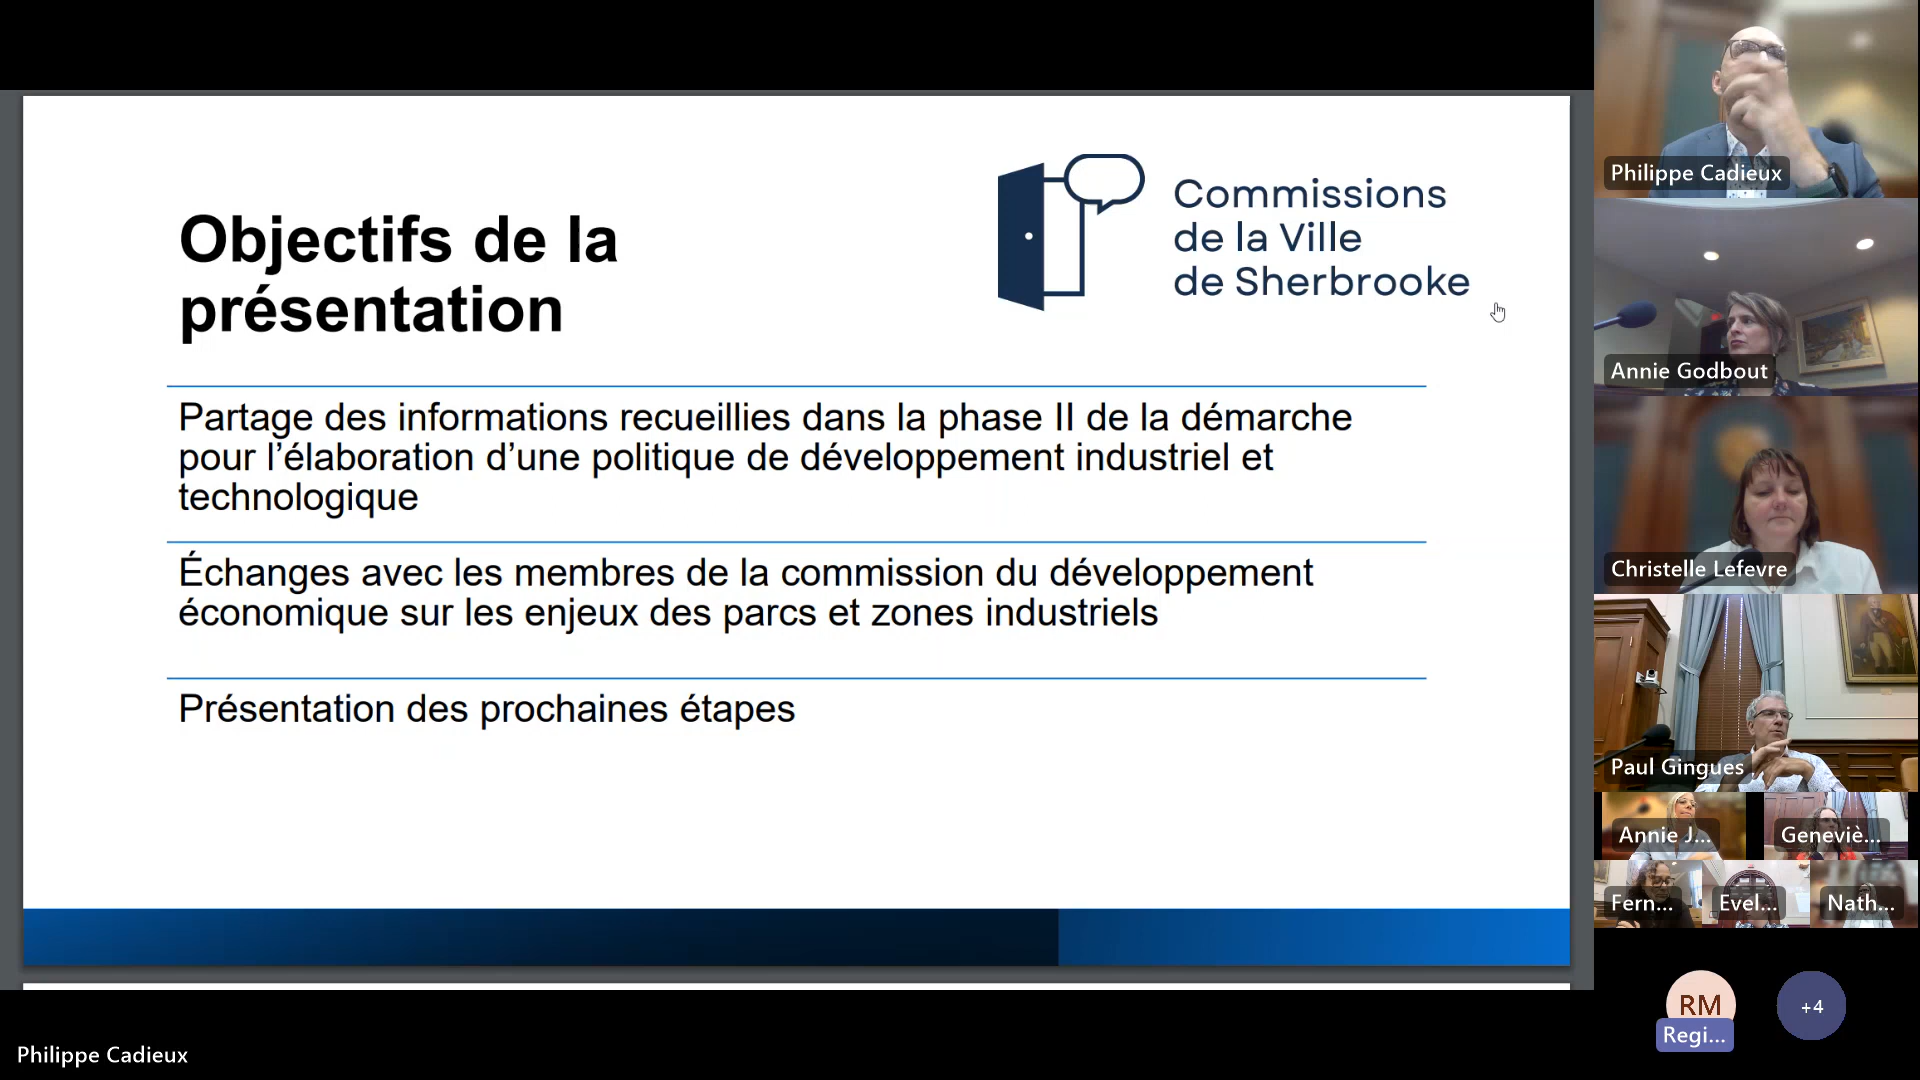 Objectifs de la
présentation
Commissions
de la Ville
de Sherbrooke
Partage des informations recueillies dans la phase II de la démarche
pour l’élaboration d’une politique de développement industriel et
technologique
Échanges avec les membres de la commission du développement
économique sur les enjeux des parcs et zones industriels
Présentation des prochaines étapes
Philippe Cadieux
Annie Godbout
Christelle Lefevre
Paul Gingues
Annie J...
Geneviè...
Fern...
Evel...
Nath...
RM
Regi...
+4
Philippe Cadieux